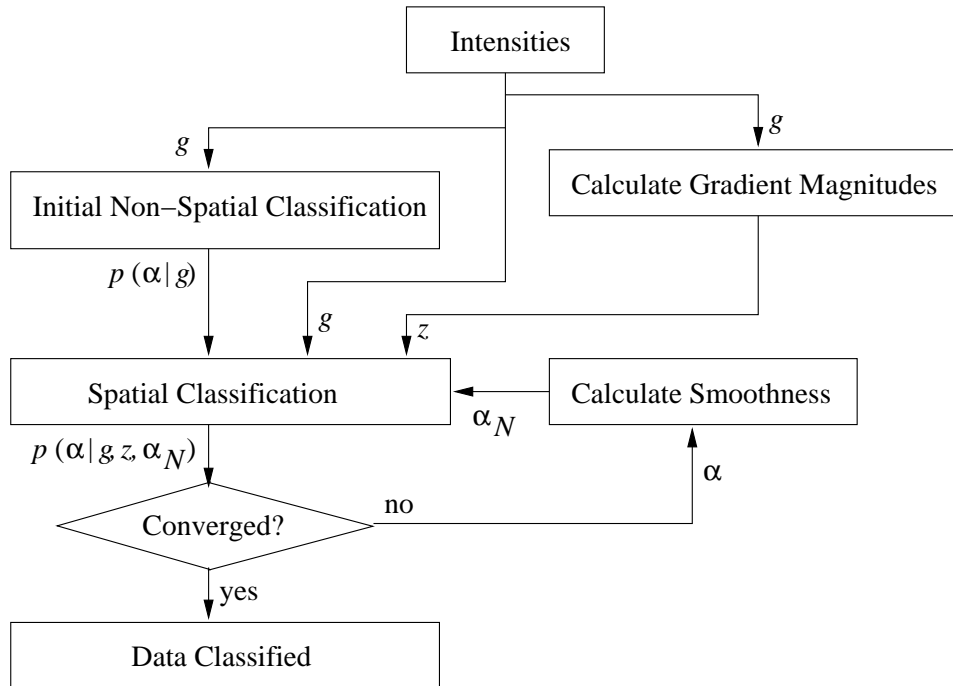 Intensities
g
g
Initial Non–Spatial Classification
Calculate Gradient Magnitudes
p (α | g)
g
z
Spatial Classification
Calculate Smoothness
α_N
p (α | g, z, α_N)
α
no
Converged?
yes
Data Classified